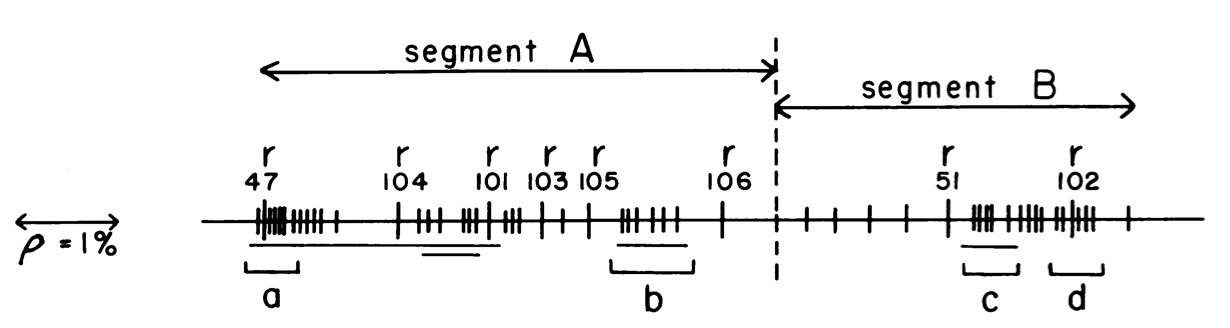 segment A
segment B
r r r r r r r r
47 104 101 103 105 106 51 102
ρ = 1%
a b c d